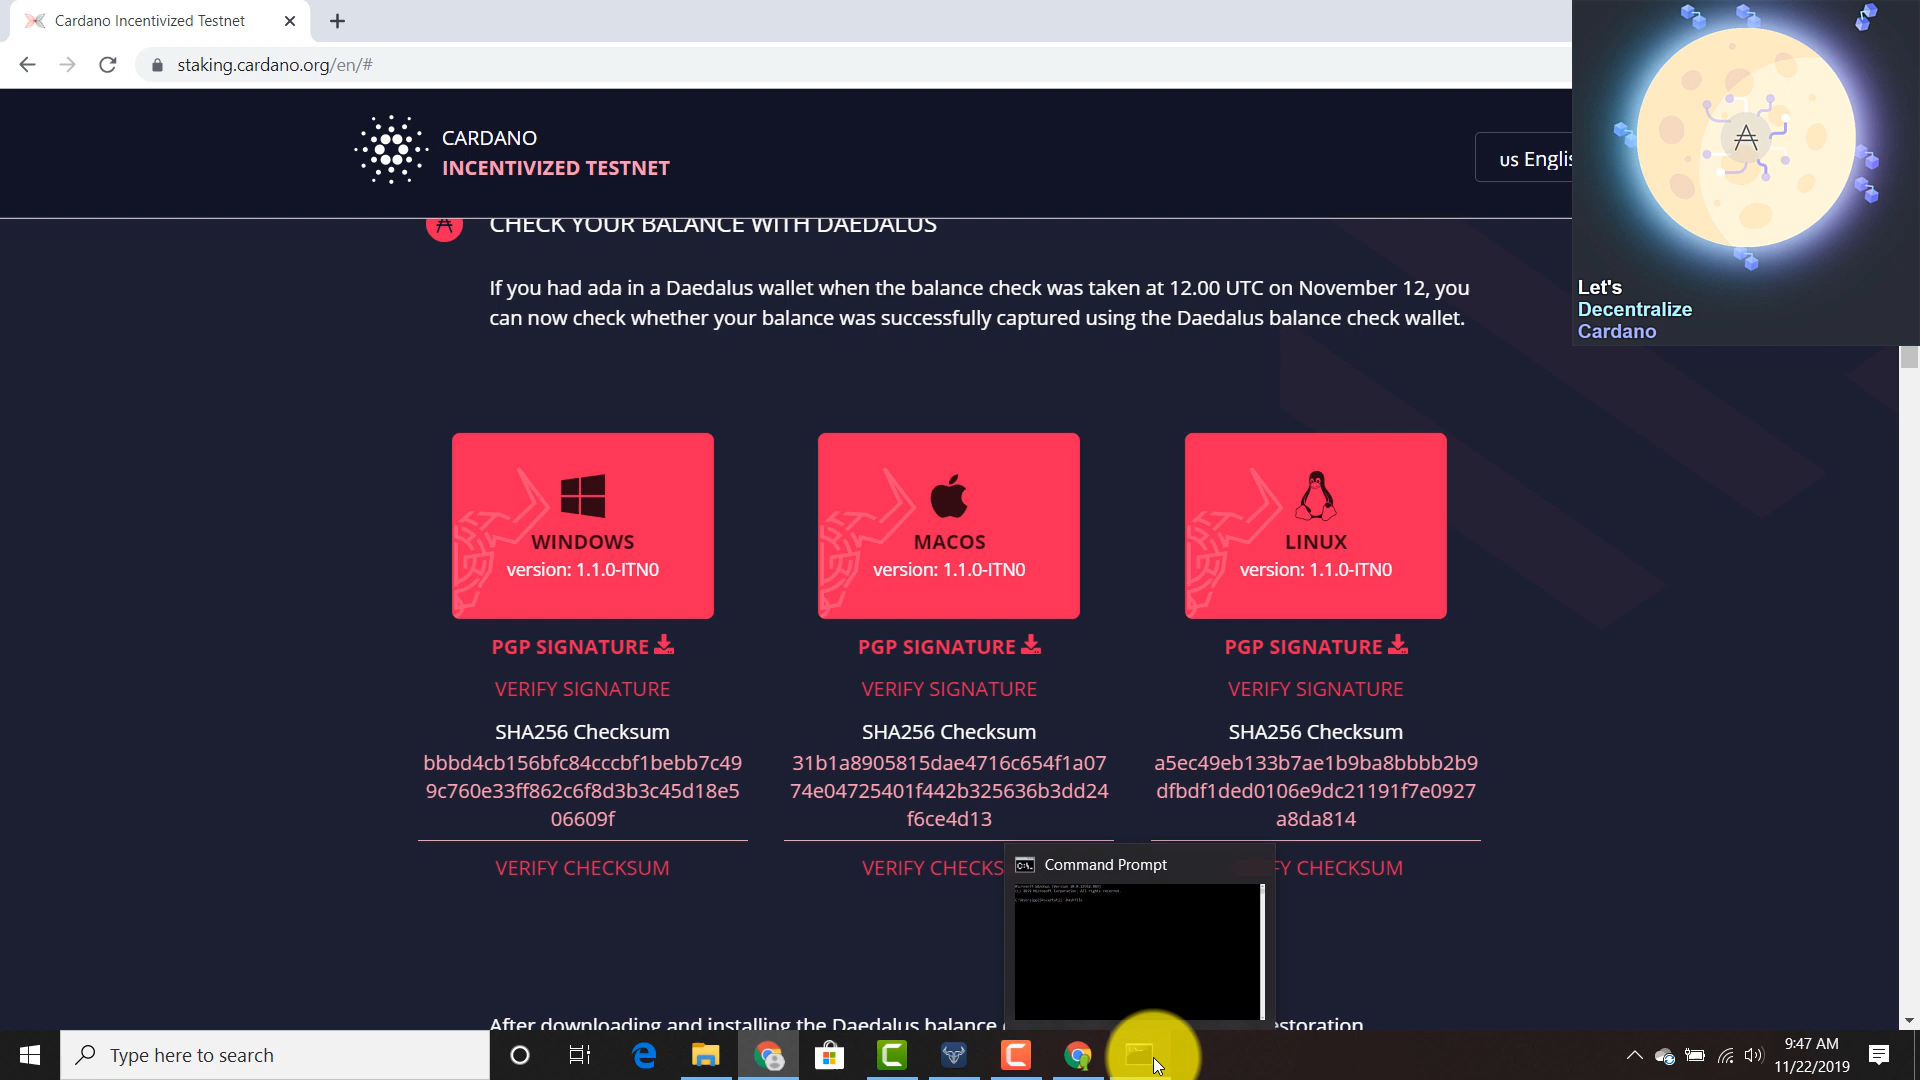 Cardano Incentivized Testnet
staking.cardano.org/en/#
CARDANO
INCENTIVIZED TESTNET
us Englis
Let's
Decentralize
Cardano
CHECK YOUR BALANCE WITH DAEDALUS
If you had ada in a Daedalus wallet when the balance check was taken at 12.00 UTC on November 12, you
can now check whether your balance was successfully captured using the Daedalus balance check wallet.
WINDOWS
version: 1.1.0-ITN0
PGP SIGNATURE
VERIFY SIGNATURE
SHA256 Checksum
bbbd4cb156bfc84cccbf1bebb7c49
9c760e33ff862c6f8d3b3c45d18e5
06609f
VERIFY CHECKSUM
MACOS
version: 1.1.0-ITN0
PGP SIGNATURE
VERIFY SIGNATURE
SHA256 Checksum
31b1a8905815dae4716c654f1a07
74e04725401f442b325636b3dd24
f6ce4d13
VERIFY CHECKS
LINUX
version: 1.1.0-ITN0
PGP SIGNATURE
VERIFY SIGNATURE
SHA256 Checksum
a5ec49eb133b7ae1b9ba8bbbb2b9
dfbdf1ded0106e9dc21191f7e0927
a8da814
FY CHECKSUM
Command Prompt
After downloading and installing the Daedalus balance
estoration
Type here to search
9:47 AM
11/22/2019